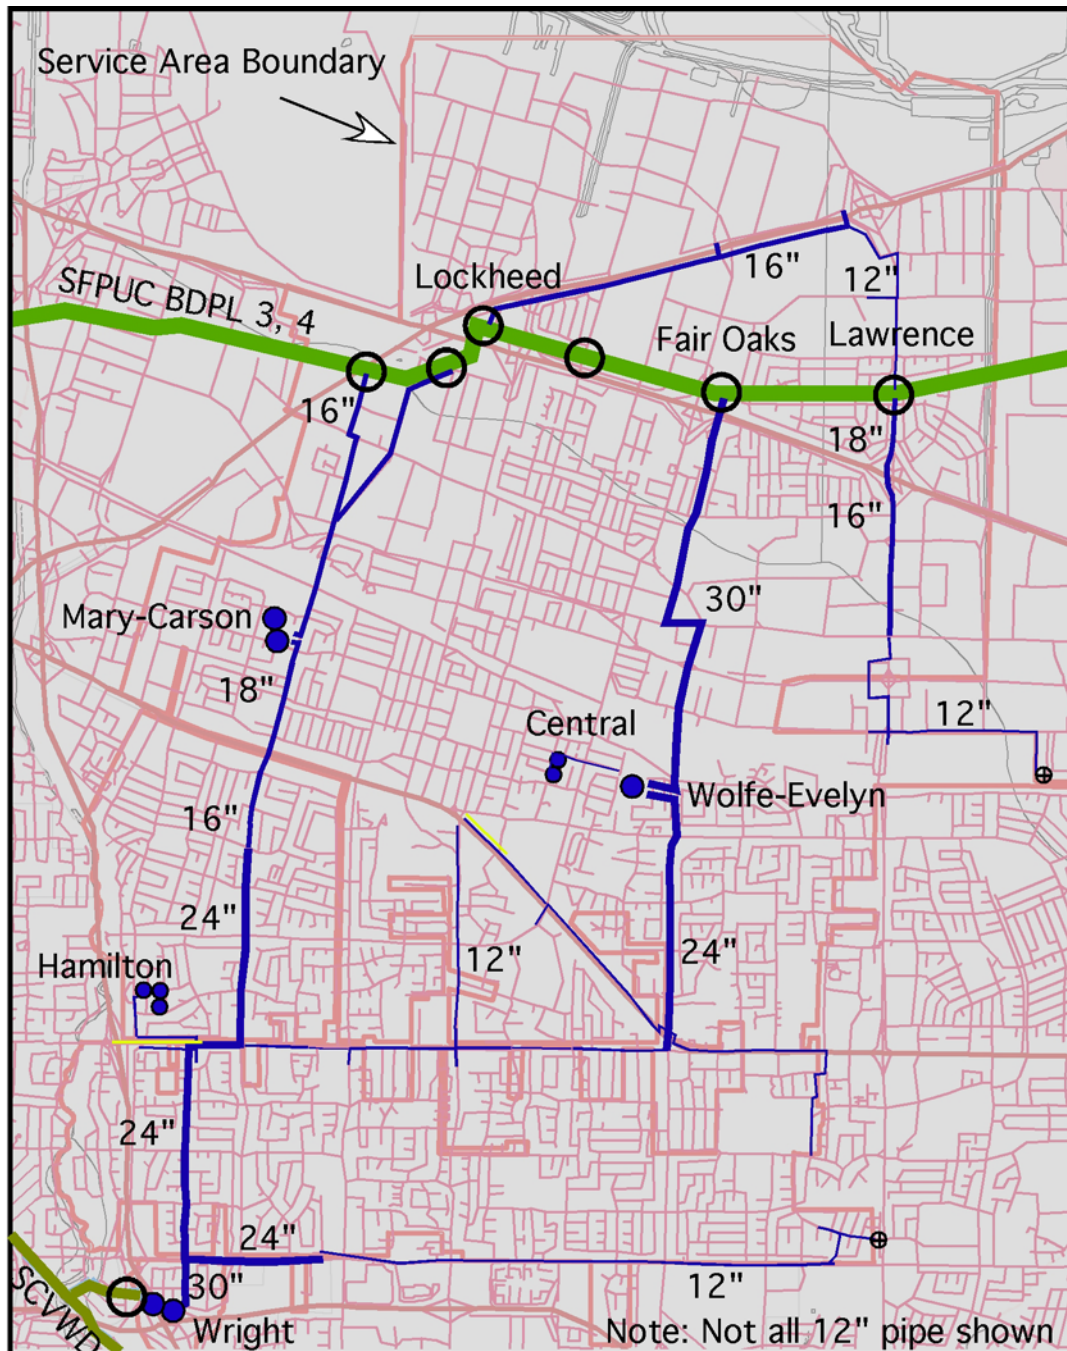 Service Area Boundary
Lockheed
SFPUC BDPL 3, 4
16"
12"
Fair Oaks
Lawrence
16"
18"
16"
30"
Mary-Carson
18"
12"
Central
Wolfe-Evelyn
16"
24"
12"
24"
Hamilton
24"
24"
30"
12"
SCVWD
Wright
Note: Not all 12" pipe shown